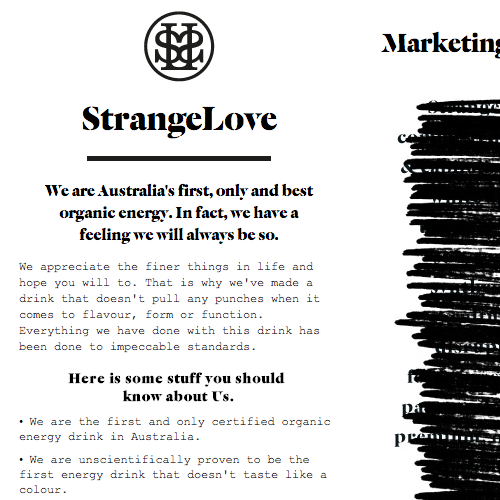 StrangeLove
We are Australia's first, only and best
organic energy. In fact, we have a
feeling we will always be so.
We appreciate the finer things in life and
hope you will to. That is why we've made a
drink that doesn't pull any punches when it
comes to flavour, form or function.
Everything we have done with this drink has
been done to impeccable standards.
Here is some stuff you should
know about Us.
• We are the first and only certified organic
energy drink in Australia.
• We are unscientifically proven to be the
first energy drink that doesn't taste like a
colour.
Marketing